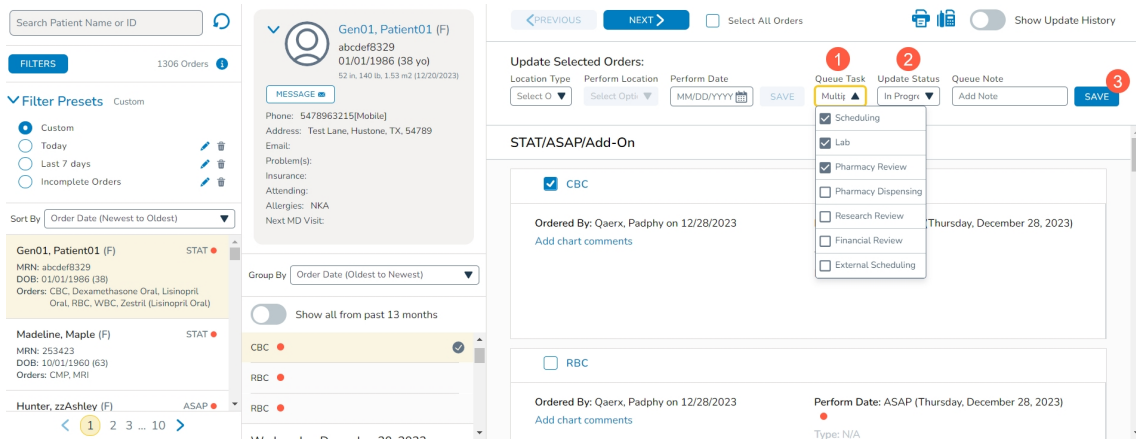 Search Patient Name or ID
FILTERS
1306 Orders
Filter Presets Custom
Custom
Today
Last 7 days
Incomplete Orders
Sort By Order Date (Newest to Oldest)
Gen01, Patient01 (F) STAT
MRN: abcdef8329
DOB: 01/01/1986 (38)
Orders: CBC, Dexamethasone Oral, Lisinopril
Oral, RBC, WBC, Zestril (Lisinopril Oral)
Madeline, Maple (F) STAT
MRN: 253423
DOB: 10/01/1960 (63)
Orders: CMP, MRI
Hunter, zzAshley (F) ASAP
1 2 3 ... 10
Gen01, Patient01 (F)
abcdef8329
01/01/1986 (38 yo)
52 in, 140 lb, 1.53 m2 (12/20/2023)
MESSAGE
Phone: 5478963215[Mobile]
Address: Test Lane, Hustone, TX, 54789
Email:
Problem(s):
Insurance:
Attending:
Allergies: NKA
Next MD Visit:
Group By Order Date (Oldest to Newest)
Show all from past 13 months
CBC
RBC
RBC
PREVIOUS
NEXT
Select All Orders
Show Update History
Update Selected Orders:
1 2 3
Location Type Perform Location Perform Date Queue Task Update Status Queue Note
Select O Select Opti MM/DD/YYYY SAVE Multip In Progre Add Note SAVE
Scheduling
Lab
Pharmacy Review
Pharmacy Dispensing
Research Review
Financial Review
External Scheduling
STAT/ASAP/Add-On
CBC
Ordered By: Qaerx, Padphy on 12/28/2023
(Thursday, December 28, 2023)
Add chart comments
RBC
Ordered By: Qaerx, Padphy on 12/28/2023
Perform Date: ASAP (Thursday, December 28, 2023)
Add chart comments
Type: N/A